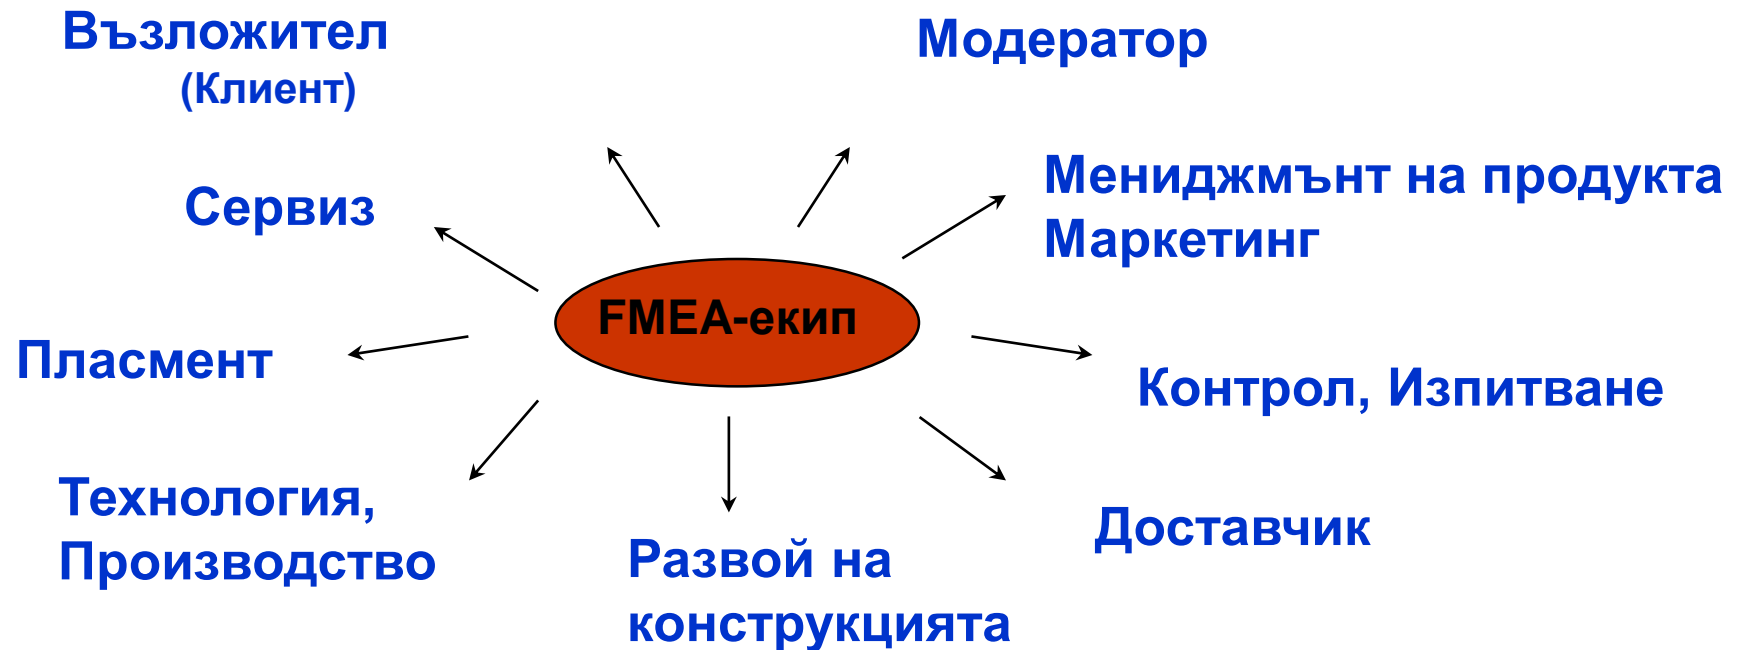 Възложител
(Клиент)
Модератор
Мениджмънт на продукта
Маркетинг
Сервиз
FMEA-екип
Пласмент
Контрол, Изпитване
Технология,
Производство
Доставчик
Развой на
конструкцията